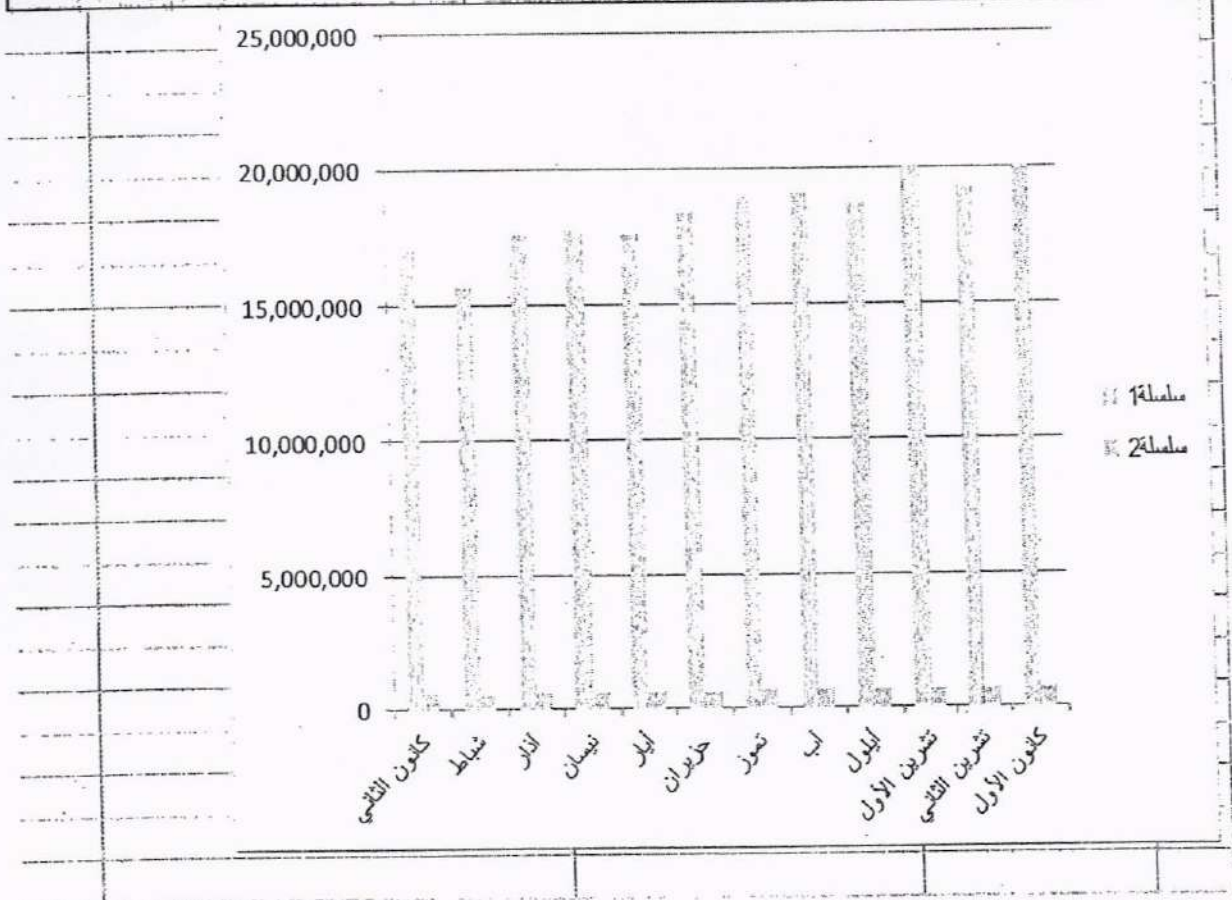 25,000,000
20,000,000
15,000,000
10,000,000
5,000,000
0
كانون الثاني
شباط
اذار
نيسان
أيار
حزيران
تموز
اب
ايلول
تشرين الأول
تشرين الثاني
كانون الأول
سلسلة1
سلسلة2